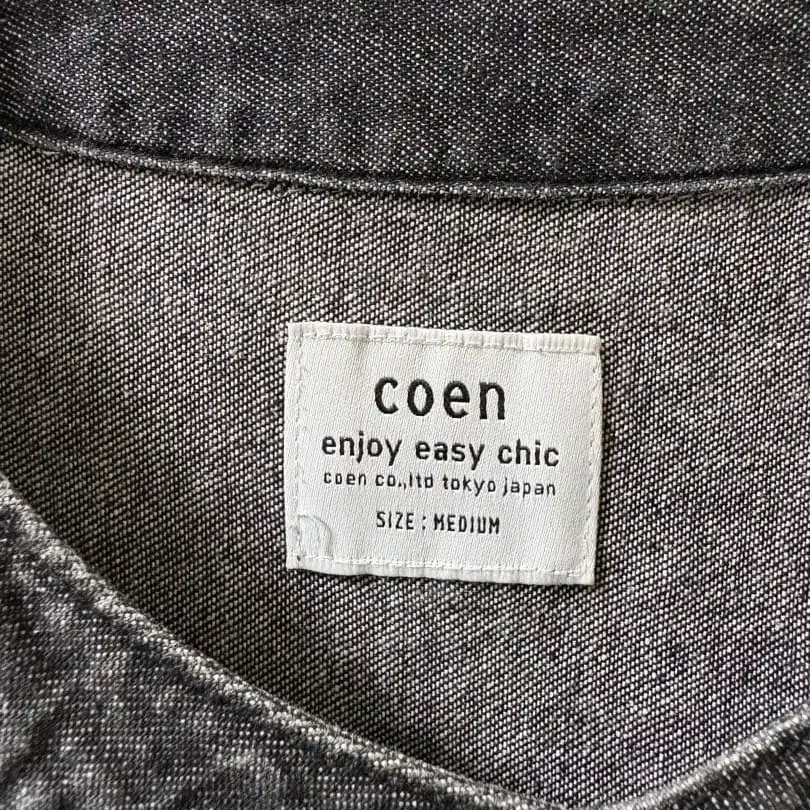 coen
enjoy easy chic
coen co.,ltd tokyo japan
SIZE : MEDIUM